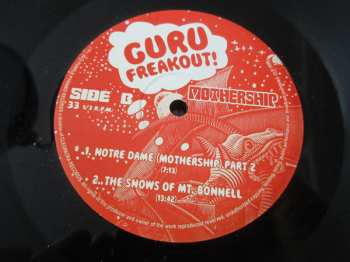 GURU
FREAKOUT!
SIDE B
33 1/3 R.P.M.
MOTHERSHIP
1. NOTRE DAME (MOTHERSHIP) PART 2
(7:13)
2. THE SNOWS OF MT. BONNELL
(13:42)